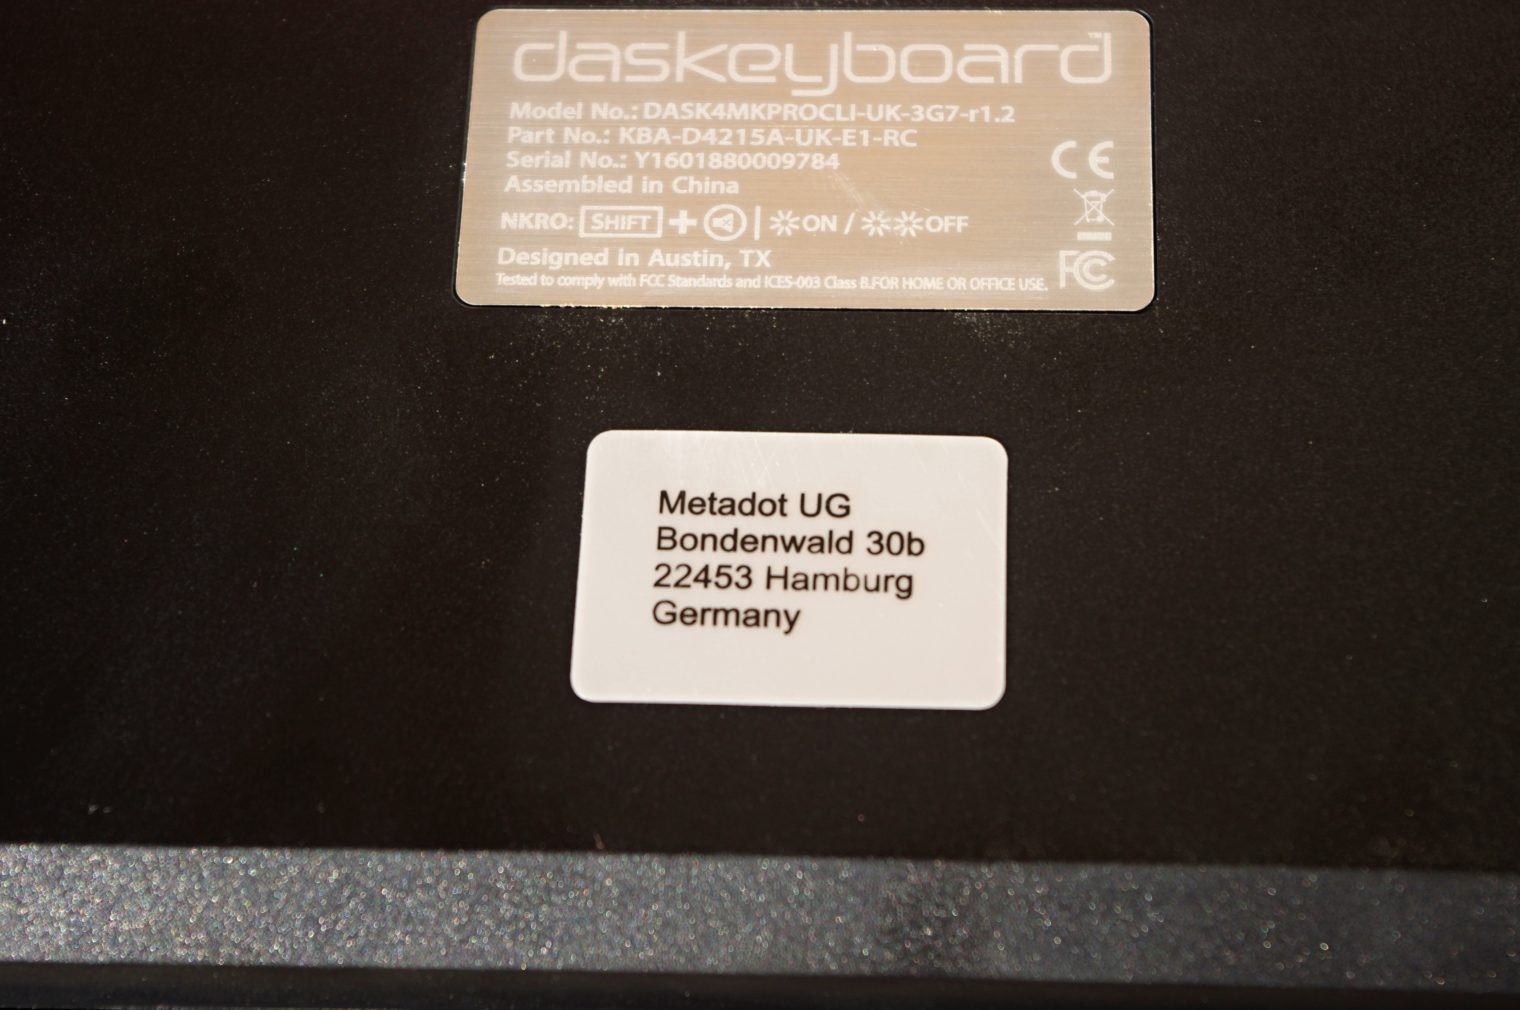 daskeyboard™
Model No.: DASK4MKPROCLI-UK-3G7-r1.2
Part No.: KBA-D4215A-UK-E1-RC
Serial No.: Y1601880009784
Assembled in China
CE
NKRO: SHIFT + | ON / OFF
Designed in Austin, TX
Tested to comply with FCC Standards and ICES-003 Class B.FOR HOME OR OFFICE USE.
FC
Metadot UG
Bondenwald 30b
22453 Hamburg
Germany